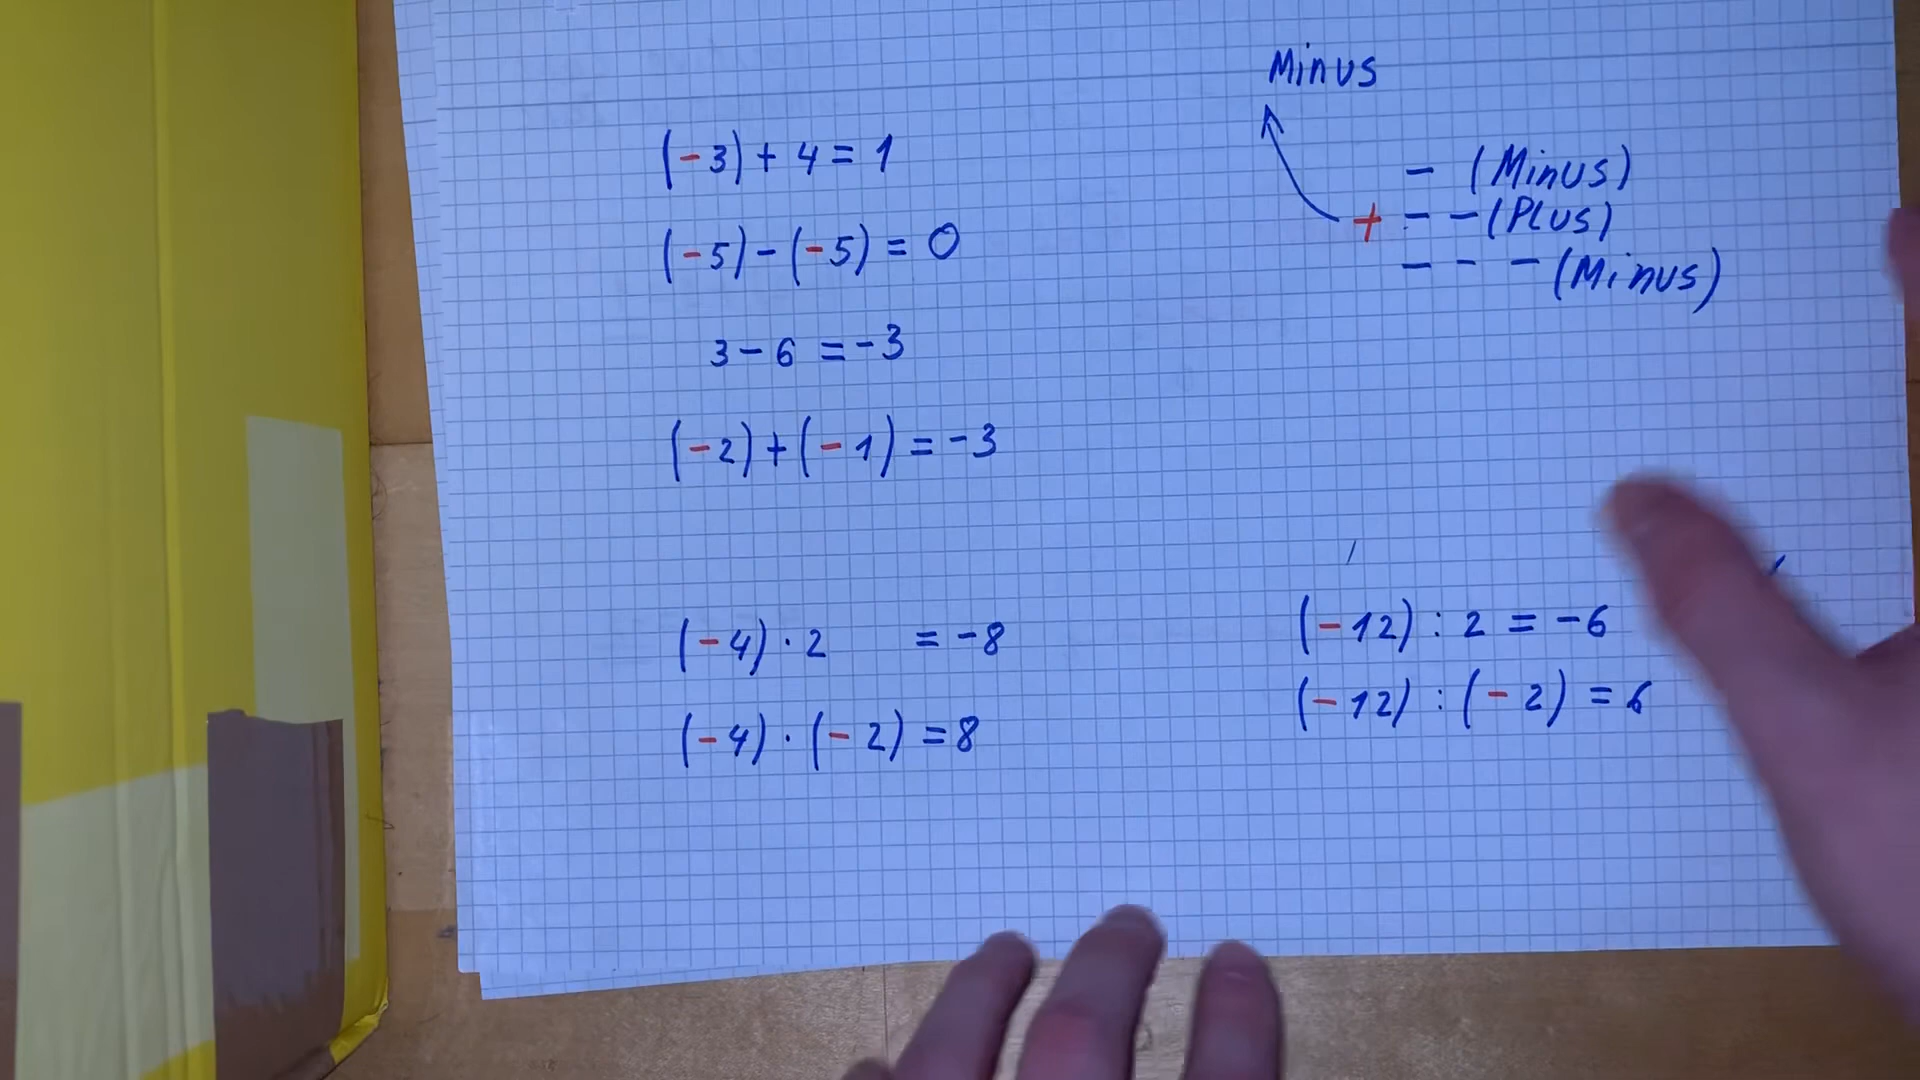 (-3) + 4 = 1
(-5) - (-5) = 0
3 - 6 = -3
(-2) + (-1) = -3
(-4) · 2 = -8
(-4) · (-2) = 8
Minus
- (Minus)
+ - - (Plus)
- - - (Minus)
(-12) : 2 = -6
(-12) : (-2) = 6